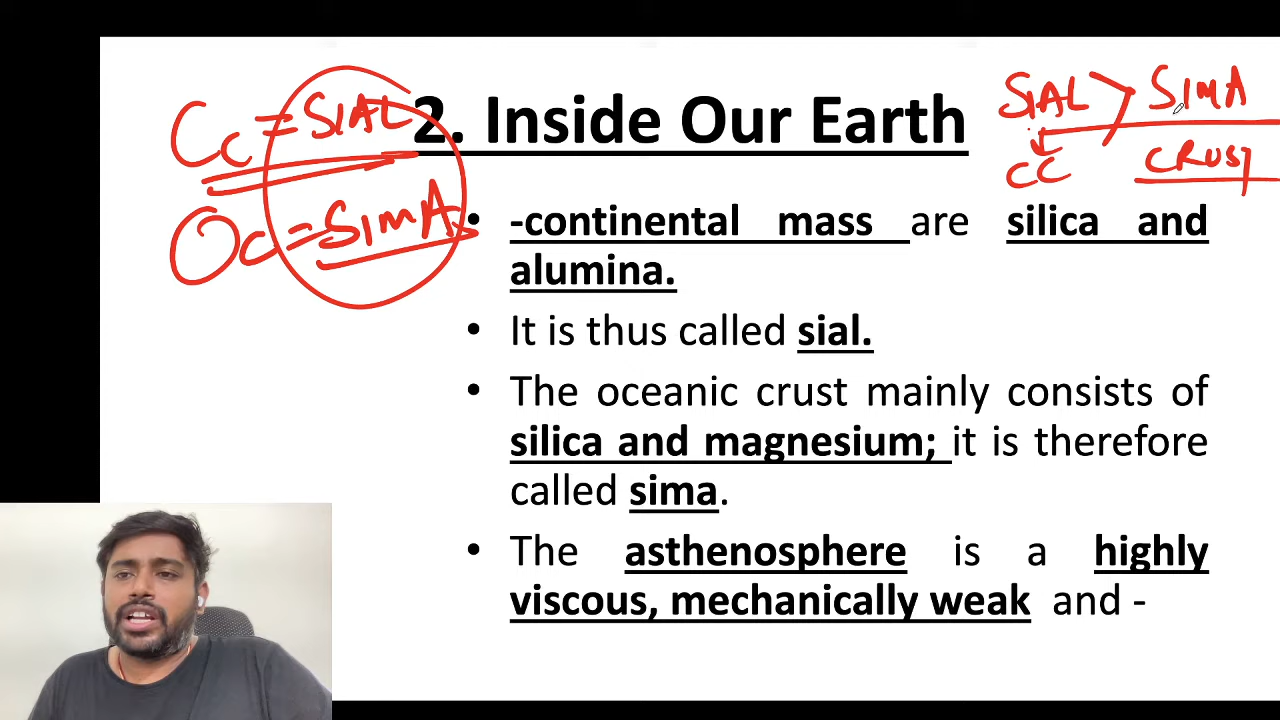 CC = SIAL
OC = SIMA
2. Inside Our Earth
SIAL > SIMA
CC
CRUST
• -continental mass are silica and
alumina.
• It is thus called sial.
• The oceanic crust mainly consists of
silica and magnesium; it is therefore
called sima.
• The asthenosphere is a highly
viscous, mechanically weak and -